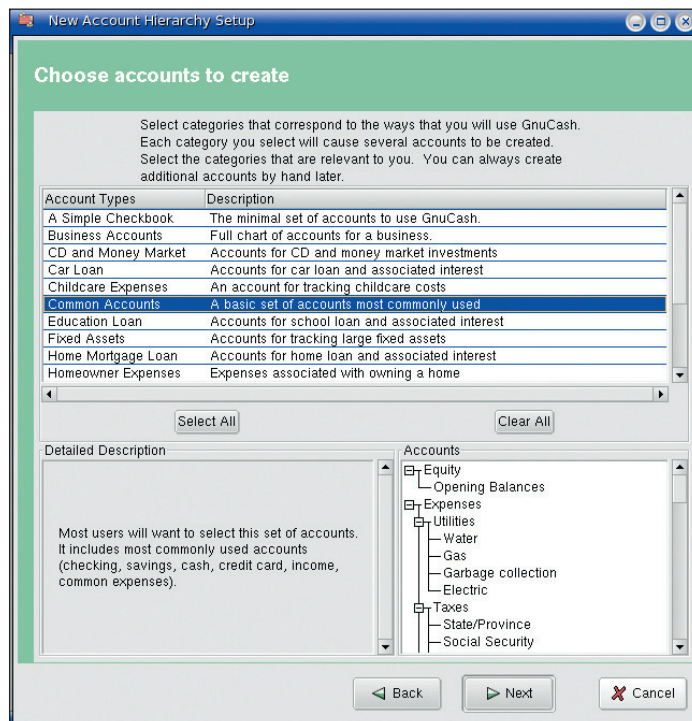 New Account Hierarchy Setup
Choose accounts to create
Select categories that correspond to the ways that you will use GnuCash.
Each category you select will cause several accounts to be created.
Select the categories that are relevant to you. You can always create
additional accounts by hand later.
Account Types Description
A Simple Checkbook The minimal set of accounts to use GnuCash.
Business Accounts Full chart of accounts for a business.
CD and Money Market Accounts for CD and money market investments
Car Loan Accounts for car loan and associated interest
Childcare Expenses An account for tracking childcare costs
Common Accounts A basic set of accounts most commonly used
Education Loan Accounts for school loan and associated interest
Fixed Assets Accounts for tracking large fixed assets
Home Mortgage Loan Accounts for home loan and associated interest
Homeowner Expenses Expenses associated with owning a home
Select All Clear All
Detailed Description
Most users will want to select this set of accounts.
It includes most commonly used accounts
(checking, savings, cash, credit card, income,
common expenses).
Accounts
Equity
Opening Balances
Expenses
Utilities
Water
Gas
Garbage collection
Electric
Taxes
State/Province
Social Security
Back Next Cancel